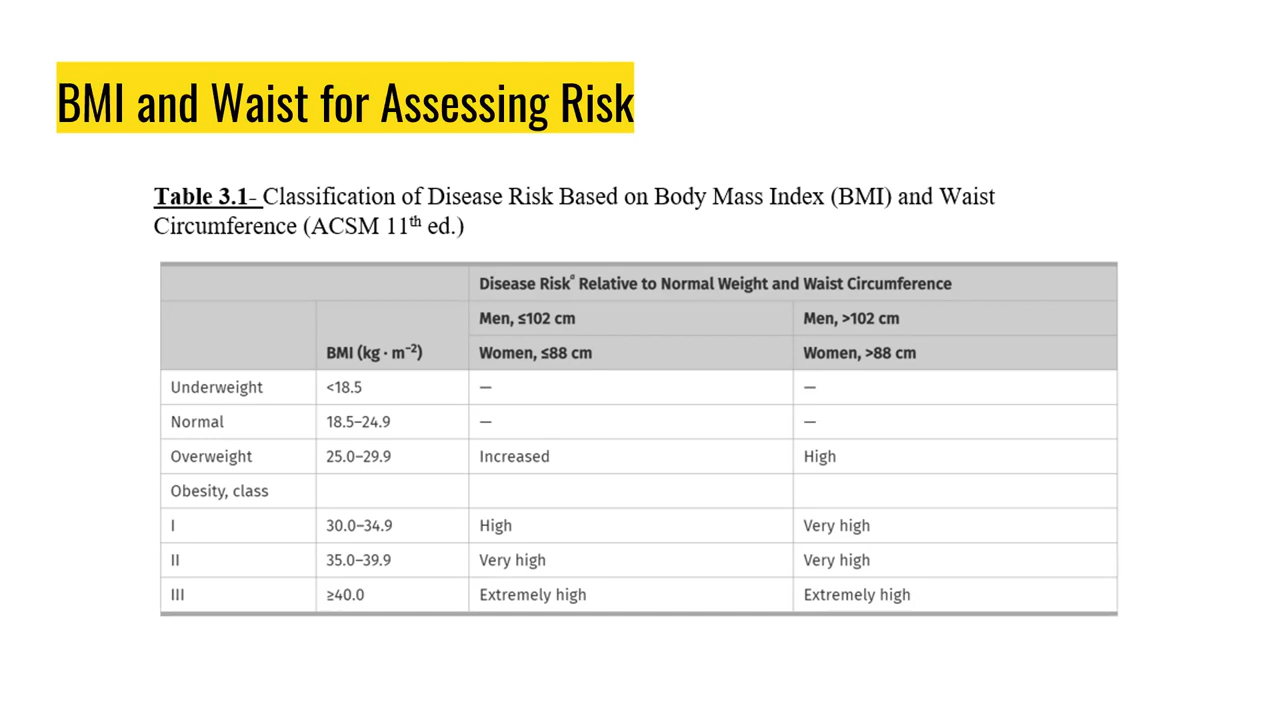 BMI and Waist for Assessing Risk
Table 3.1- Classification of Disease Risk Based on Body Mass Index (BMI) and Waist
Circumference (ACSM 11th ed.)
Disease Riskᵃ Relative to Normal Weight and Waist Circumference
Men, ≤102 cm Men, >102 cm
BMI (kg · m⁻²) Women, ≤88 cm Women, >88 cm
Underweight <18.5 — —
Normal 18.5–24.9 — —
Overweight 25.0–29.9 Increased High
Obesity, class
I 30.0–34.9 High Very high
II 35.0–39.9 Very high Very high
III ≥40.0 Extremely high Extremely high